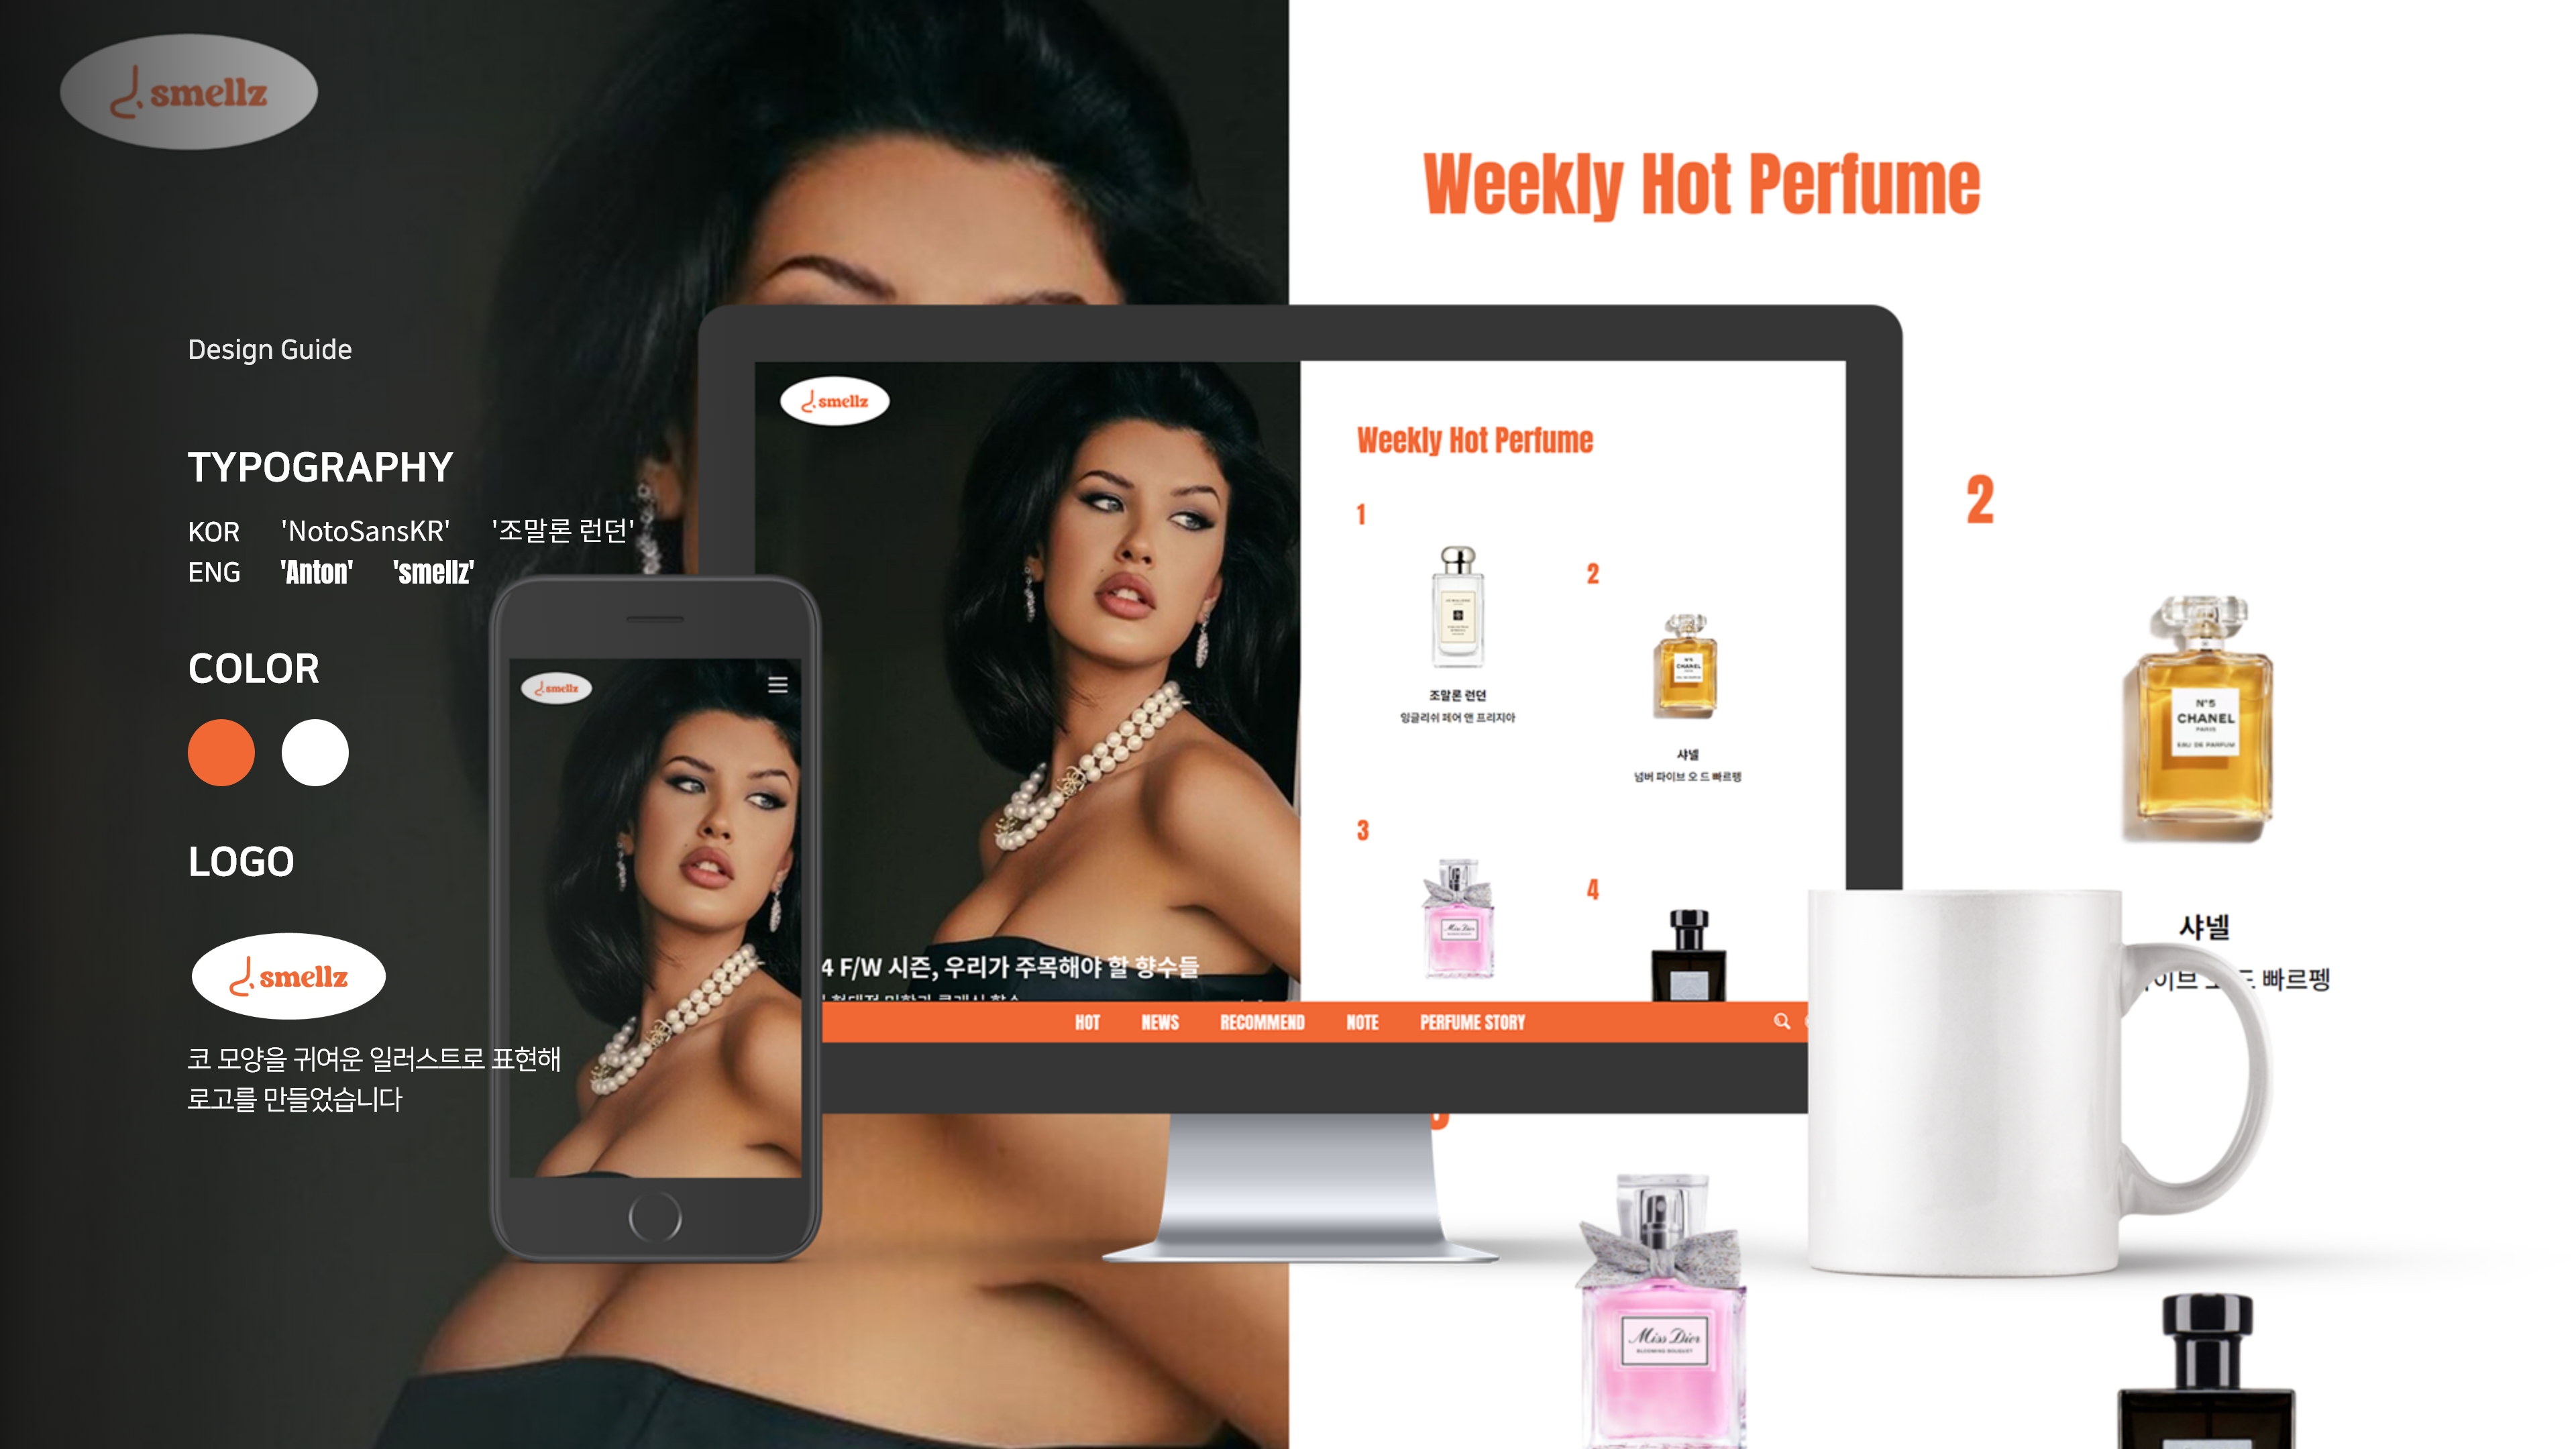 smellz
Weekly Hot Perfume
Design Guide
TYPOGRAPHY
KOR 'NotoSansKR' '조말론 런던'
ENG 'Anton' 'smellz'
COLOR
LOGO
smellz
코 모양을 귀여운 일러스트로 표현해
로고를 만들었습니다
smellz
smellz
4 F/W 시즌, 우리가 주목해야 할 향수들
Weekly Hot Perfume
1
조말론 런던
잉글리쉬 페어 앤 프리지아
2
CHANEL
샤넬
넘버 파이브 오 드 빠르펭
3
Miss Dior
4
HOT NEWS RECOMMEND NOTE PERFUME STORY
2
N°5
CHANEL
PARIS
EAU DE PARFUM
샤넬
빠르펭
Miss Dior
BLOOMING BOUQUET